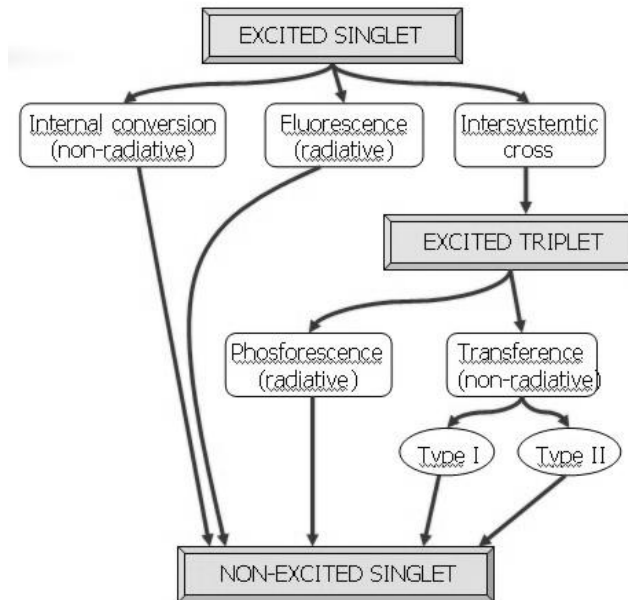 EXCITED SINGLET
Internal conversion
(non-radiative)
Fluorescence
(radiative)
Intersystemtic
cross
EXCITED TRIPLET
Phosforescence
(radiative)
Transference
(non-radiative)
Type I
Type II
NON-EXCITED SINGLET